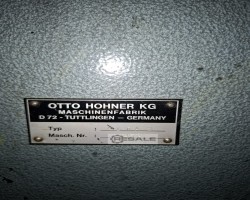 OTTO HOHNER KG
MASCHINENFABRIK
D 72 - TUTTLINGEN - GERMANY
Typ
Masch. Nr.